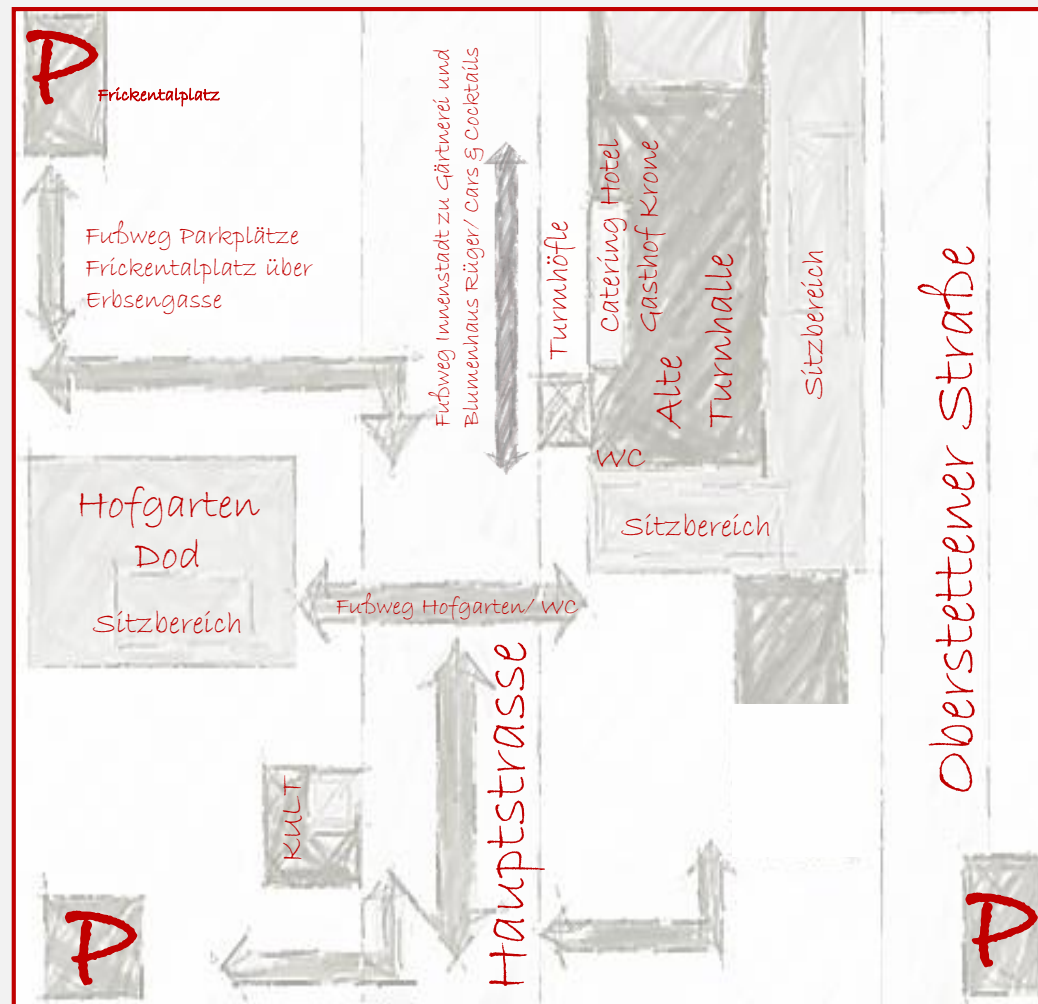 P
Frickentalplatz
Fußweg Parkplätze
Frickentalplatz über
Erbsengasse
Fußweg Innenstadt zu Gärtnerei und
Blumenhaus Rüger/ Cars & Cocktails
Turmhöfle
Catering Hotel
Gasthof Krone
Alte
Turnhalle
Sitzbereich
WC
Sitzbereich
Oberstettener Straße
Hofgarten
Dod
Sitzbereich
Fußweg Hofgarten/ WC
Hauptstrasse
KULT
P
P